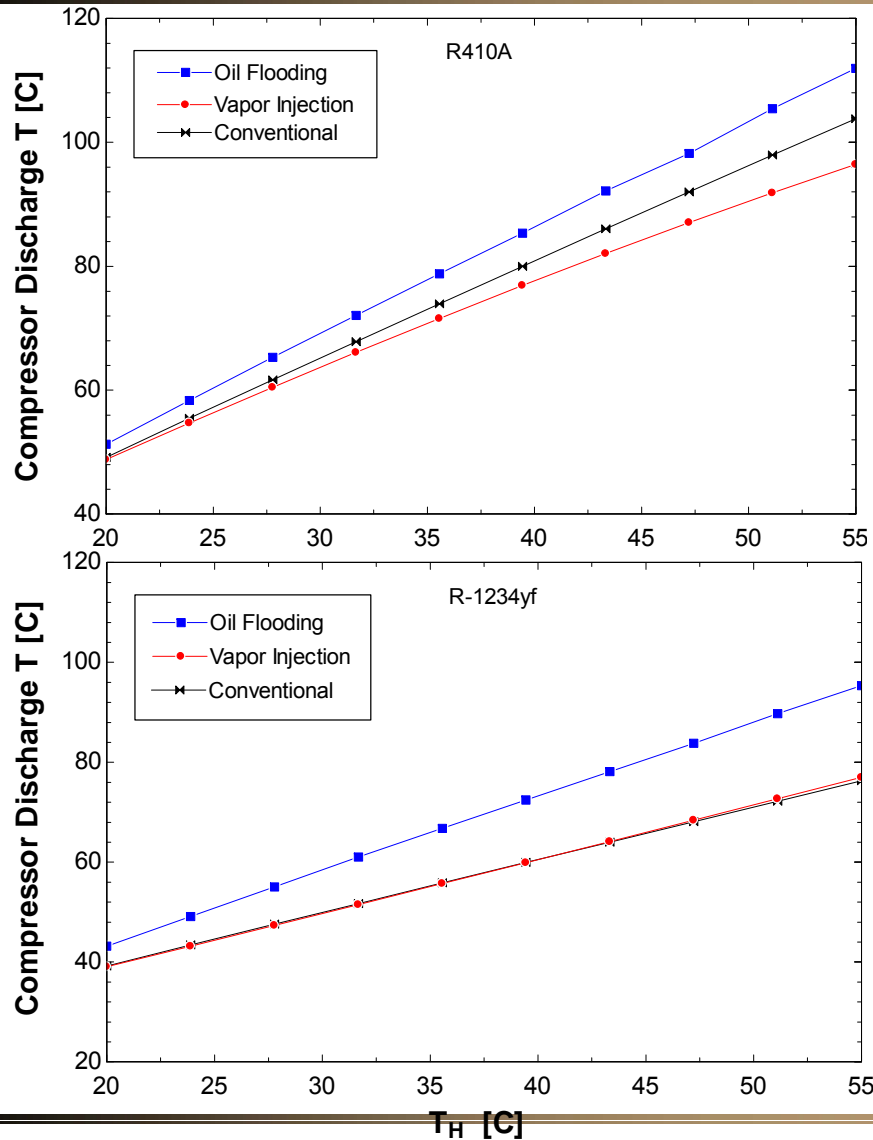 120
R410A
Oil Flooding
Vapor Injection
Conventional
100
80
60
40
Compressor Discharge T [C]
20 25 30 35 40 45 50 55
120
R-1234yf
Oil Flooding
Vapor Injection
Conventional
100
80
60
40
20
Compressor Discharge T [C]
20 25 30 35 40 45 50 55
T_H [C]